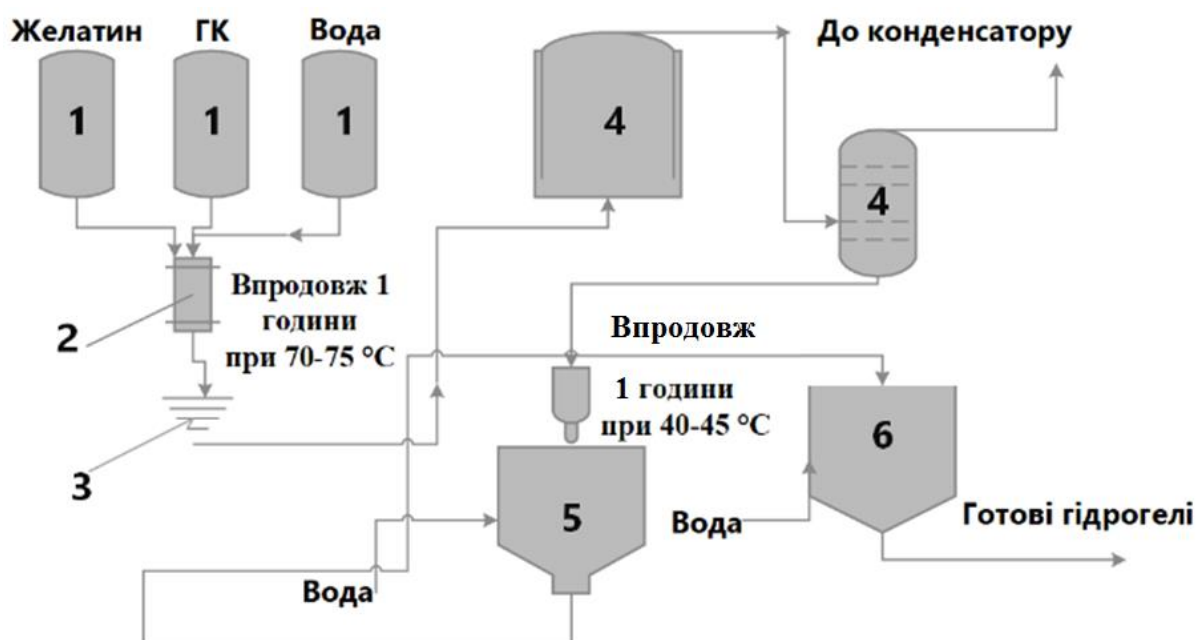 Желатин
ГК
Вода
До конденсатору
1
1
1
4
4
Впродовж 1
години
при 70-75 °С
2
Впродовж
1 години
при 40-45 °С
3
5
6
Вода
Готові гідрогелі
Вода